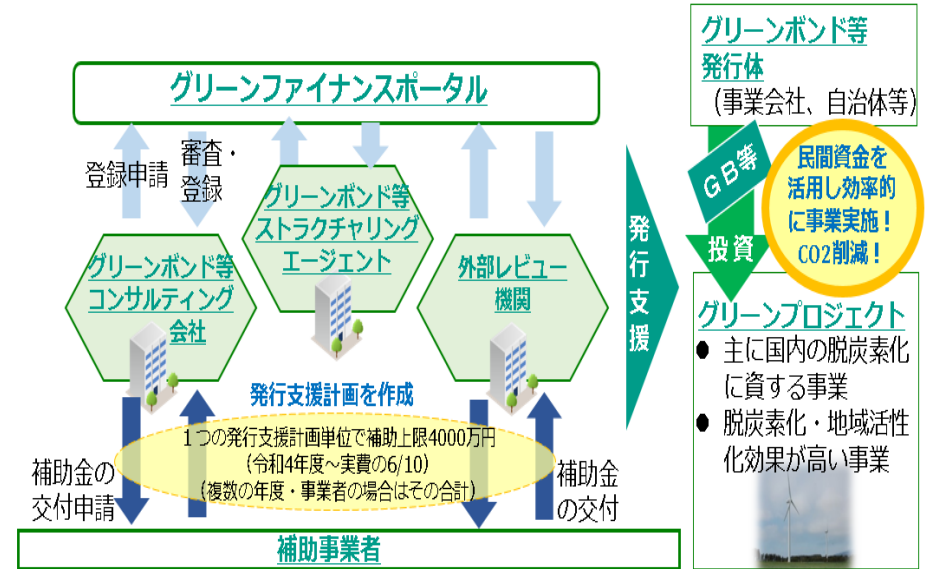 グリーンファイナンスポータル
登録申請
審査・
登録
グリーンボンド等
コンサルティング
会社
グリーンボンド等
ストラクチャリング
エージェント
外部レビュー
機関
発行支援計画を作成
1つの発行支援計画単位で補助上限4000万円
(令和4年度~実費の6/10)
(複数の年度・事業者の場合はその合計)
補助金の
交付申請
補助金
の交付
補助事業者
発行支援
グリーンボンド等
発行体
(事業会社、自治体等)
GB等
投資
民間資金を
活用し効率的
に事業実施!
CO2削減!
グリーンプロジェクト
● 主に国内の脱炭素化
に資する事業
● 脱炭素化・地域活性
化効果が高い事業